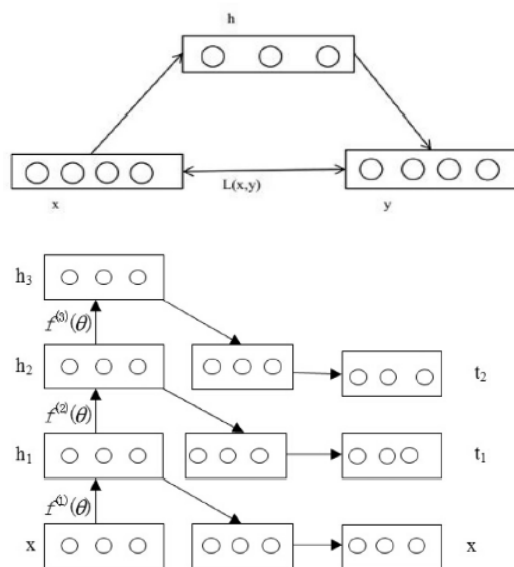 h
x
L(x,y)
y
h₃
f⁽³⁾(θ)
h₂
t₂
f⁽²⁾(θ)
h₁
t₁
f⁽¹⁾(θ)
x
x